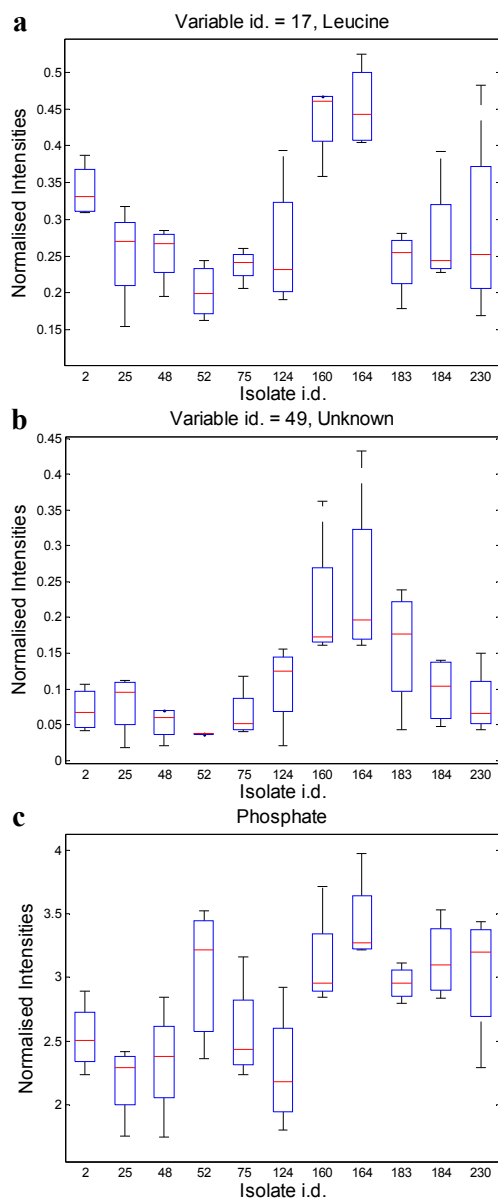 a
Variable id. = 17, Leucine
Normalised Intensities
0.5
0.45
0.4
0.35
0.3
0.25
0.2
0.15
2 25 48 52 75 124 160 164 183 184 230
Isolate i.d.
b
Variable id. = 49, Unknown
Normalised Intensities
0.45
0.4
0.35
0.3
0.25
0.2
0.15
0.1
0.05
0
2 25 48 52 75 124 160 164 183 184 230
Isolate i.d.
c
Phosphate
Normalised Intensities
4
3.5
3
2.5
2
2 25 48 52 75 124 160 164 183 184 230
Isolate i.d.